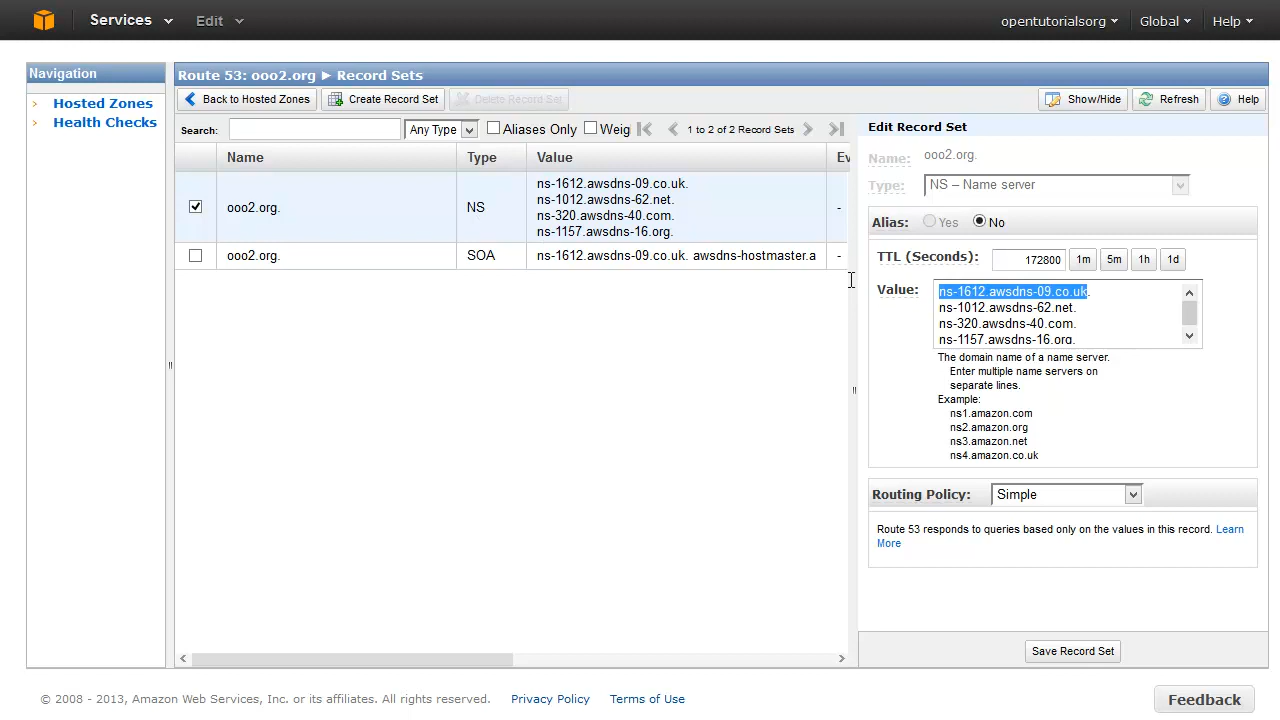 Services Edit opentutorialsorg Global Help
Navigation
Hosted Zones
Health Checks
Route 53: ooo2.org ► Record Sets
Back to Hosted Zones Create Record Set Delete Record Set Show/Hide Refresh Help
Search: Any Type Aliases Only Weig 1 to 2 of 2 Record Sets
Name Type Value Ev
ooo2.org. NS ns-1612.awsdns-09.co.uk. -
ns-1012.awsdns-62.net.
ns-320.awsdns-40.com.
ns-1157.awsdns-16.org.
ooo2.org. SOA ns-1612.awsdns-09.co.uk. awsdns-hostmaster.a -
Edit Record Set
Name: ooo2.org.
Type: NS – Name server
Alias: Yes No
TTL (Seconds): 172800 1m 5m 1h 1d
Value: ns-1612.awsdns-09.co.uk.
ns-1012.awsdns-62.net.
ns-320.awsdns-40.com.
ns-1157.awsdns-16.org.
The domain name of a name server.
Enter multiple name servers on
separate lines.
Example:
ns1.amazon.com
ns2.amazon.org
ns3.amazon.net
ns4.amazon.co.uk
Routing Policy: Simple
Route 53 responds to queries based only on the values in this record. Learn
More
Save Record Set
© 2008 - 2013, Amazon Web Services, Inc. or its affiliates. All rights reserved. Privacy Policy Terms of Use Feedback